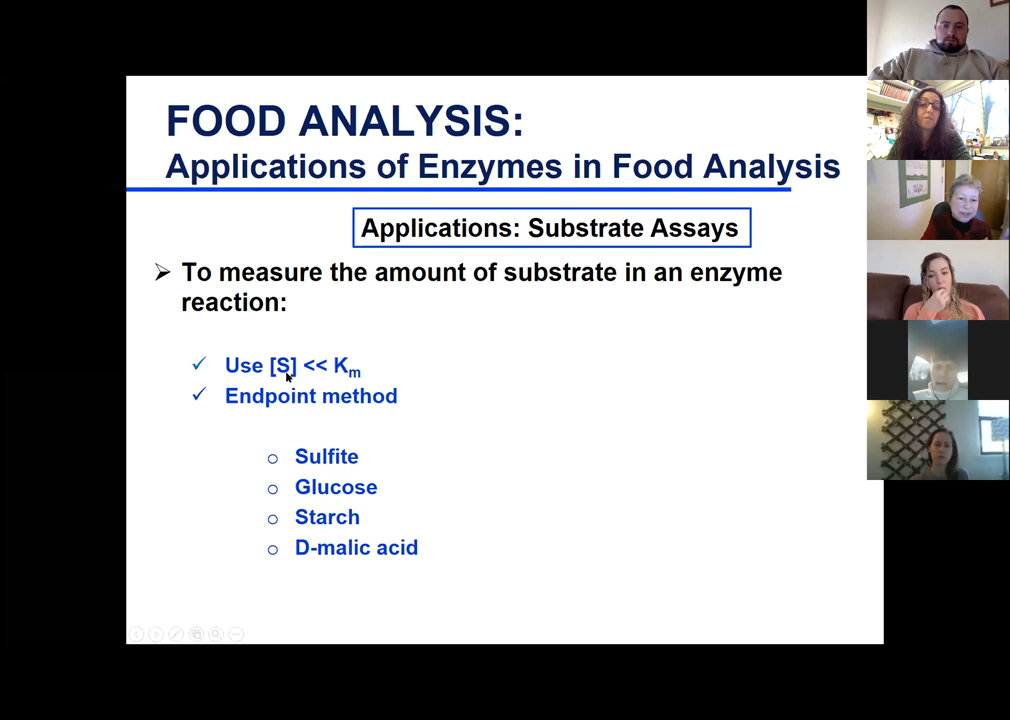 FOOD ANALYSIS:
Applications of Enzymes in Food Analysis
Applications: Substrate Assays
➢ To measure the amount of substrate in an enzyme
reaction:
✓ Use [S] << Km
✓ Endpoint method
o Sulfite
o Glucose
o Starch
o D-malic acid